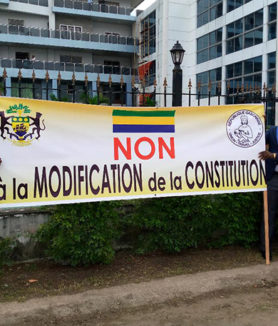 NON
à la MODIFICATION de la CONSTITUTION